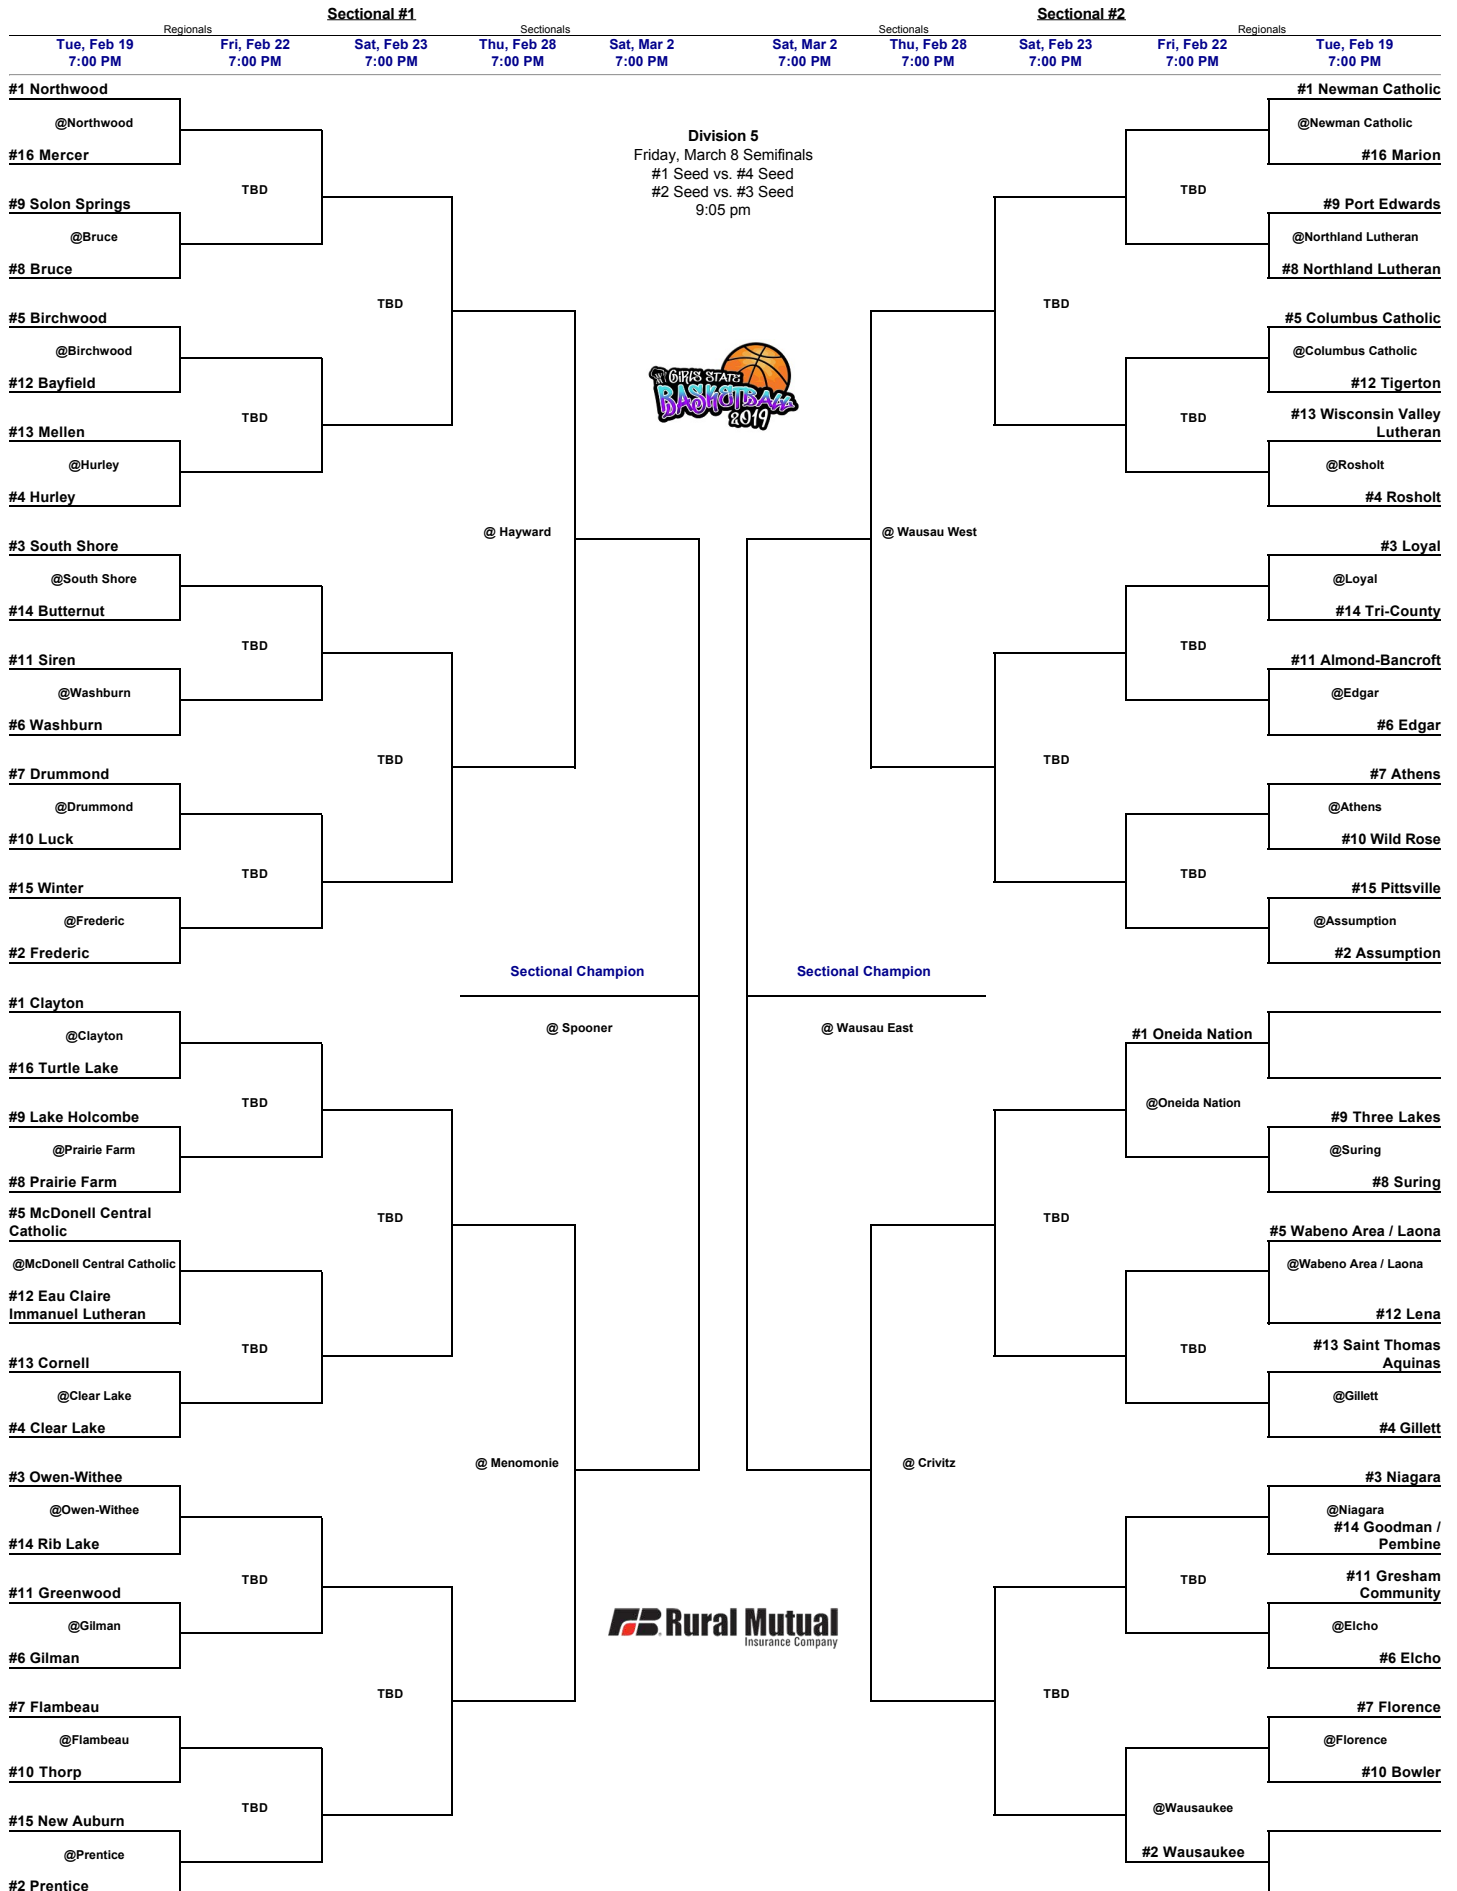 Sectional #1
Sectional #2
Regionals
Sectionals
Sectionals
Regionals
Tue, Feb 19
7:00 PM
Fri, Feb 22
7:00 PM
Sat, Feb 23
7:00 PM
Thu, Feb 28
7:00 PM
Sat, Mar 2
7:00 PM
Sat, Mar 2
7:00 PM
Thu, Feb 28
7:00 PM
Sat, Feb 23
7:00 PM
Fri, Feb 22
7:00 PM
Tue, Feb 19
7:00 PM
#1 Northwood
@Northwood
#16 Mercer
TBD
#9 Solon Springs
@Bruce
#8 Bruce
TBD
#5 Birchwood
@Birchwood
#12 Bayfield
TBD
#13 Mellen
@Hurley
#4 Hurley
@ Hayward
#3 South Shore
@South Shore
#14 Butternut
TBD
#11 Siren
@Washburn
#6 Washburn
TBD
#7 Drummond
@Drummond
#10 Luck
TBD
#15 Winter
@Frederic
#2 Frederic
Sectional Champion
@ Spooner
#1 Clayton
@Clayton
#16 Turtle Lake
TBD
#9 Lake Holcombe
@Prairie Farm
#8 Prairie Farm
TBD
#5 McDonell Central
Catholic
@McDonell Central Catholic
#12 Eau Claire
Immanuel Lutheran
TBD
#13 Cornell
@Clear Lake
#4 Clear Lake
@ Menomonie
#3 Owen-Withee
@Owen-Withee
#14 Rib Lake
TBD
#11 Greenwood
@Gilman
#6 Gilman
TBD
#7 Flambeau
@Flambeau
#10 Thorp
TBD
#15 New Auburn
@Prentice
#2 Prentice
Division 5
Friday, March 8 Semifinals
#1 Seed vs. #4 Seed
#2 Seed vs. #3 Seed
9:05 pm
GIRLS STATE
BASKETBALL
2019
Rural Mutual
Insurance Company
#1 Newman Catholic
@Newman Catholic
#16 Marion
TBD
#9 Port Edwards
@Northland Lutheran
#8 Northland Lutheran
TBD
#5 Columbus Catholic
@Columbus Catholic
#12 Tigerton
TBD
#13 Wisconsin Valley
Lutheran
@Rosholt
#4 Rosholt
@ Wausau West
#3 Loyal
@Loyal
#14 Tri-County
TBD
#11 Almond-Bancroft
@Edgar
#6 Edgar
TBD
#7 Athens
@Athens
#10 Wild Rose
TBD
#15 Pittsville
@Assumption
#2 Assumption
Sectional Champion
@ Wausau East
#1 Oneida Nation
@Oneida Nation
#9 Three Lakes
@Suring
#8 Suring
TBD
#5 Wabeno Area / Laona
@Wabeno Area / Laona
#12 Lena
TBD
#13 Saint Thomas
Aquinas
@Gillett
#4 Gillett
@ Crivitz
#3 Niagara
@Niagara
#14 Goodman /
Pembine
TBD
#11 Gresham
Community
@Elcho
#6 Elcho
TBD
#7 Florence
@Florence
#10 Bowler
@Wausaukee
#2 Wausaukee